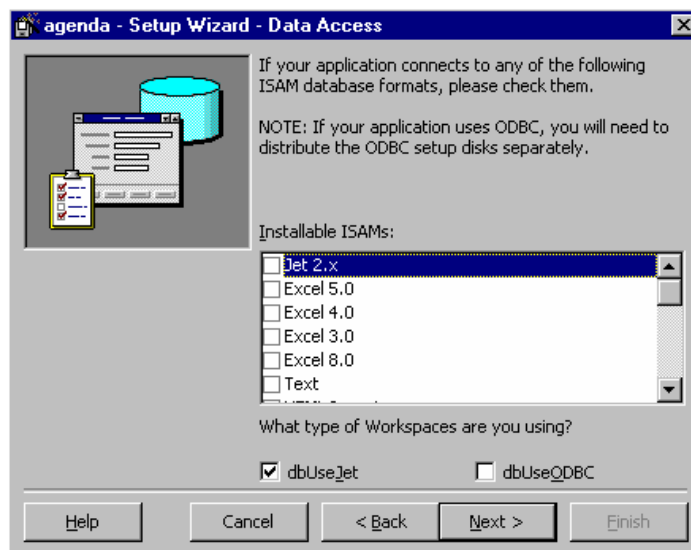 agenda - Setup Wizard - Data Access
If your application connects to any of the following
ISAM database formats, please check them.
NOTE: If your application uses ODBC, you will need to
distribute the ODBC setup disks separately.
Installable ISAMs:
Jet 2.x
Excel 5.0
Excel 4.0
Excel 3.0
Excel 8.0
Text
What type of Workspaces are you using?
dbUseJet dbUseODBC
Help Cancel < Back Next > Finish